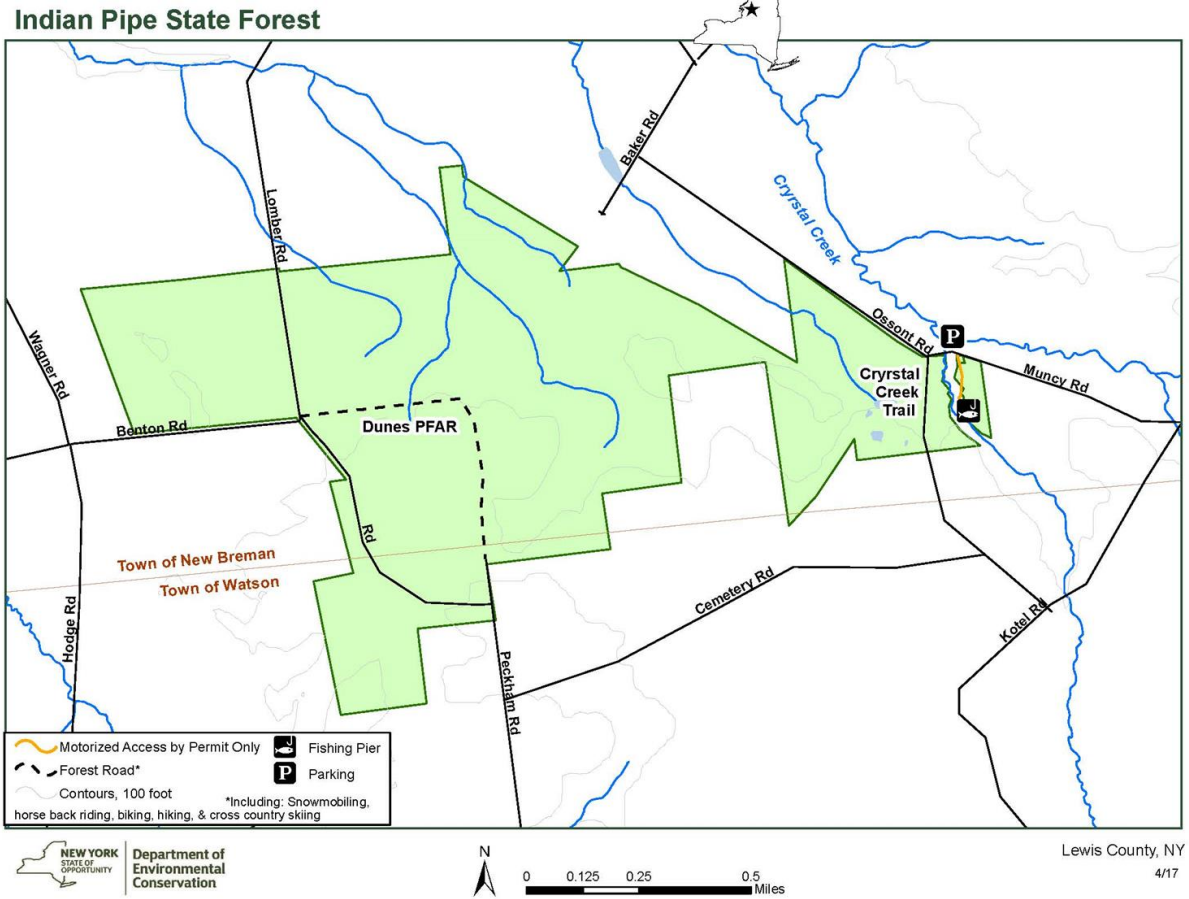 Indian Pipe State Forest
Baker Rd
Cryrstal Creek
Lomber Rd
Ossont Rd
P
Wagner Rd
Cryrstal
Creek
Trail
Muncy Rd
Benton Rd
Dunes PFAR
Rd
Town of New Breman
Town of Watson
Cemetery Rd
Hodge Rd
Kotel Rd
Peckham Rd
Motorized Access by Permit Only
Fishing Pier
Forest Road*
P Parking
Contours, 100 foot
*Including: Snowmobiling,
horse back riding, biking, hiking, & cross country skiing
NEW YORK
STATE OF
OPPORTUNITY
Department of
Environmental
Conservation
N
0 0.125 0.25 0.5
Miles
Lewis County, NY
4/17